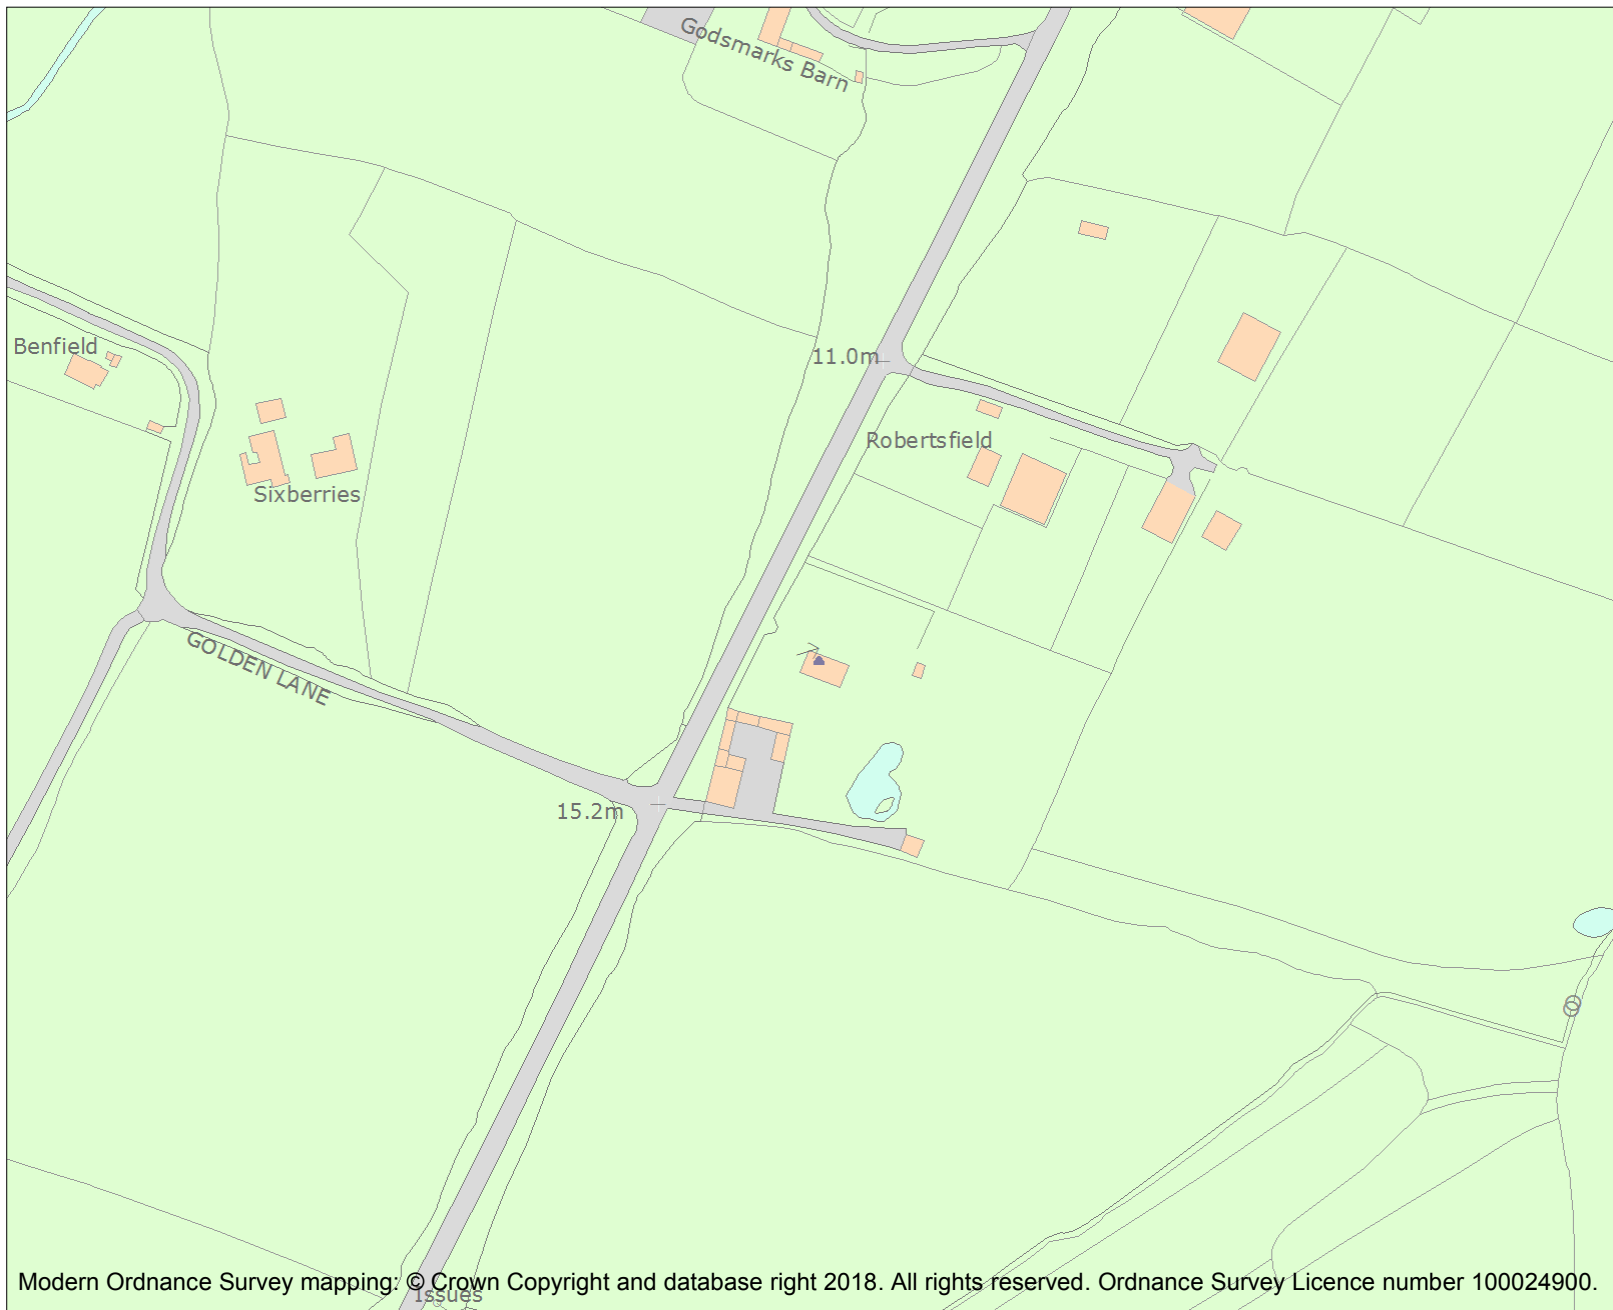 Godsmarks Barn
Benfield
11.0m
Robertsfield
Sixberries
GOLDEN LANE
15.2m
Modern Ordnance Survey mapping: © Crown Copyright and database right 2018. All rights reserved. Ordnance Survey Licence number 100024900.
Issues